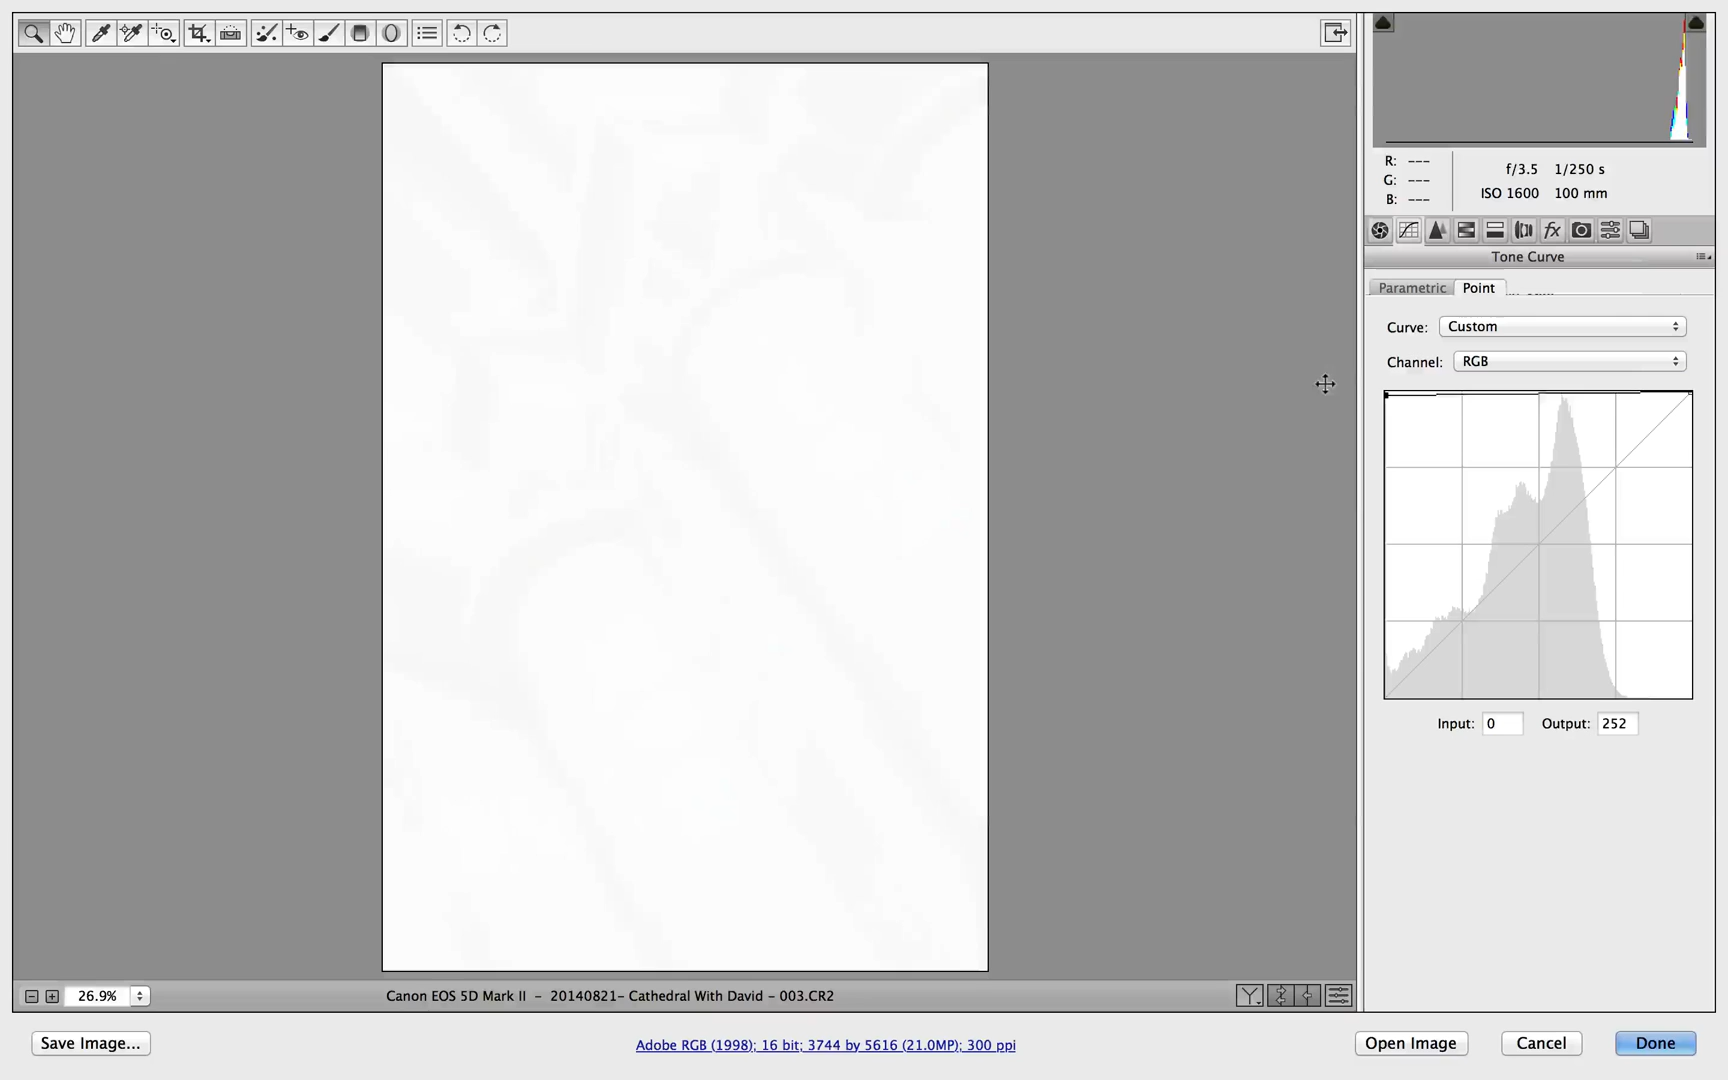 R: ---
G: ---
B: ---
f/3.5 1/250 s
ISO 1600 100 mm
fx
Tone Curve
Parametric Point
Curve: Custom
Channel: RGB
Input: 0 Output: 252
26.9% Canon EOS 5D Mark II - 20140821- Cathedral With David - 003.CR2
Save Image... Adobe RGB (1998); 16 bit; 3744 by 5616 (21.0MP); 300 ppi Open Image Cancel Done